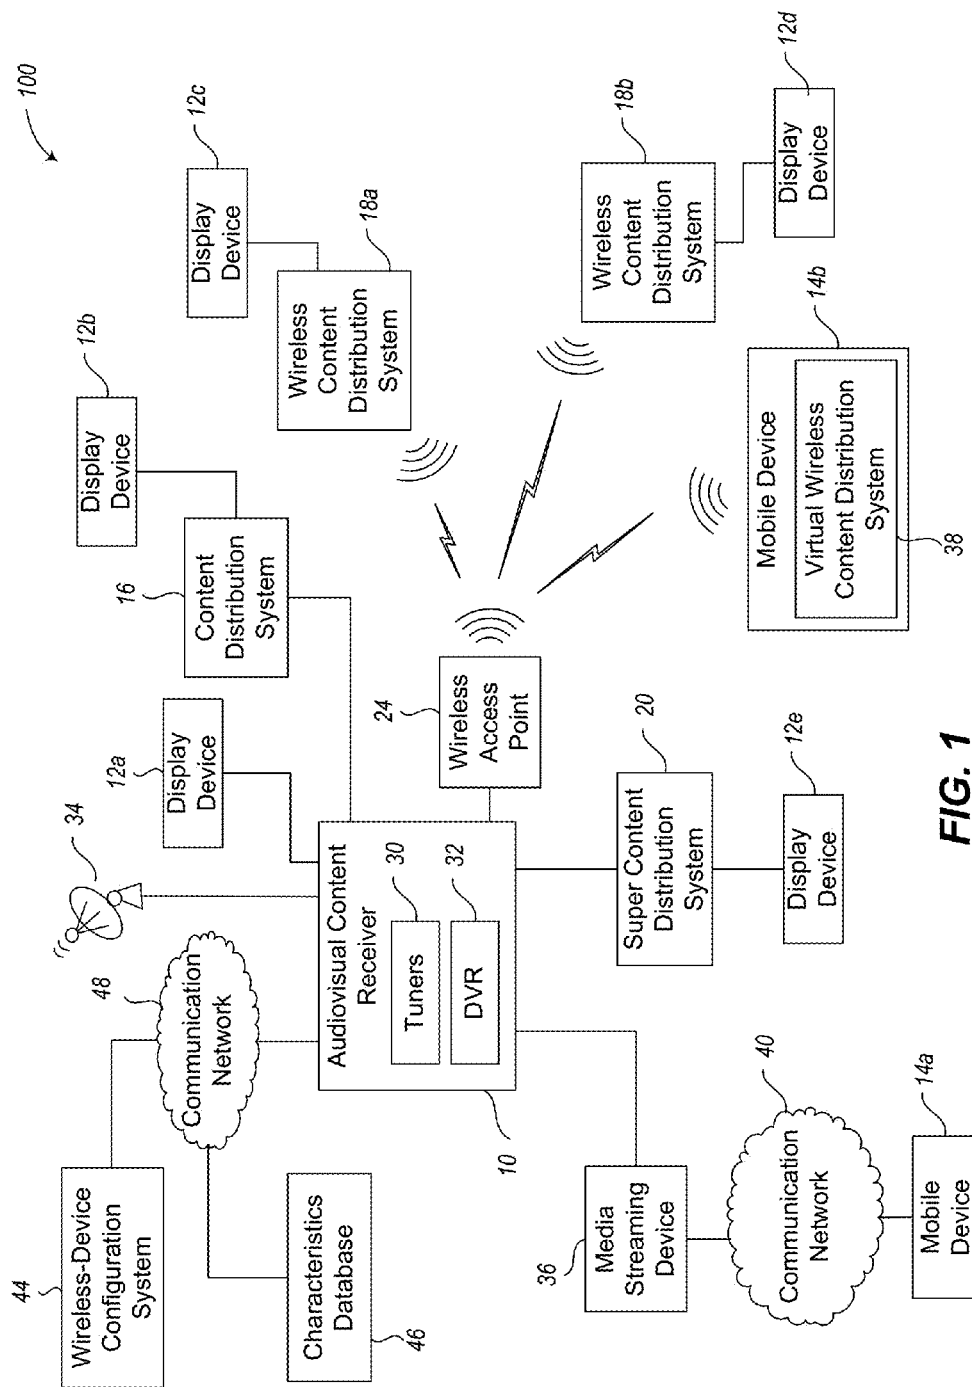 100
44
Wireless-Device
Configuration
System
48
Communication
Network
34
12a
Display
Device
12b
Display
Device
12c
Display
Device
16
Content
Distribution
System
18a
Wireless
Content
Distribution
System
Characteristics
Database
46
Audiovisual Content
Receiver
30
Tuners
32
DVR
10
24
Wireless
Access
Point
18b
Wireless
Content
Distribution
System
12d
Display
Device
36
Media
Streaming
Device
20
Super Content
Distribution
System
14b
Mobile Device
Virtual Wireless
Content Distribution
System
38
40
Communication
Network
12e
Display
Device
14a
Mobile
Device
FIG. 1